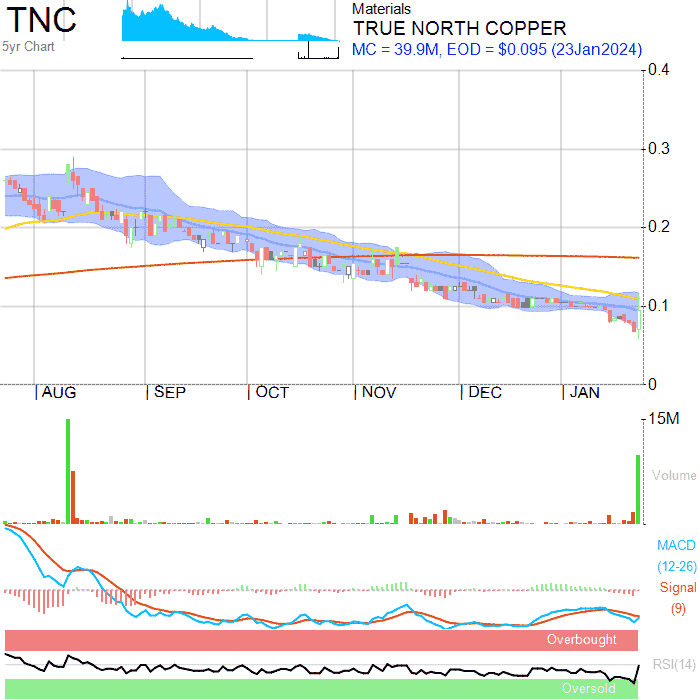 TNC
5yr Chart
Materials
TRUE NORTH COPPER
MC = 39.9M, EOD = $0.095 (23Jan2024)
0.4
0.3
0.2
0.1
0
AUG SEP OCT NOV DEC JAN
15M
Volume
MACD
(12-26)
Signal
(9)
Overbought
RSI(14)
Oversold